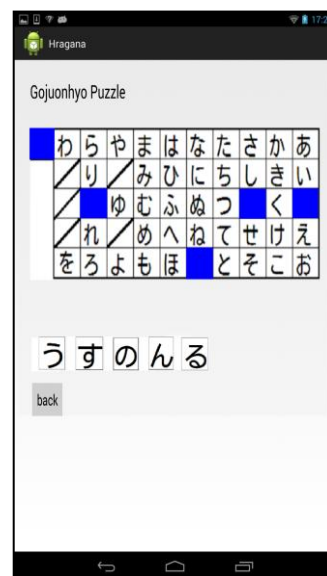 17:2
Hragana
Gojuonhyo Puzzle
わ ら や ま は な た さ か あ
り み ひ に ち し き い
ゆ む ふ ぬ つ く
れ め へ ね て せ け え
を ろ よ も ほ と そ こ お
う す の ん る
back